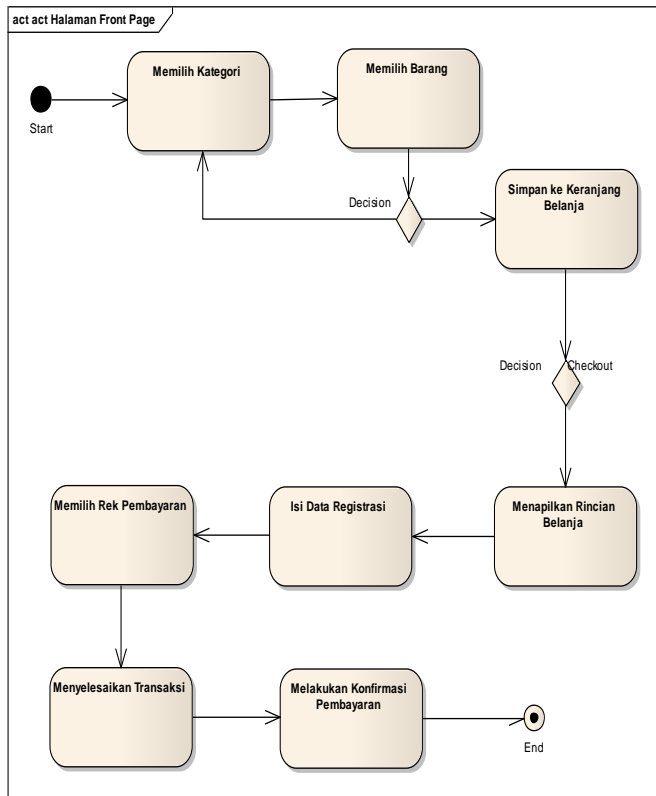 act act Halaman Front Page
Memilih Kategori
Memilih Barang
Start
Decision
Simpan ke Keranjang
Belanja
Decision
Checkout
Memilih Rek Pembayaran
Isi Data Registrasi
Menapilkan Rincian
Belanja
Menyelesaikan Transaksi
Melakukan Konfirmasi
Pembayaran
End